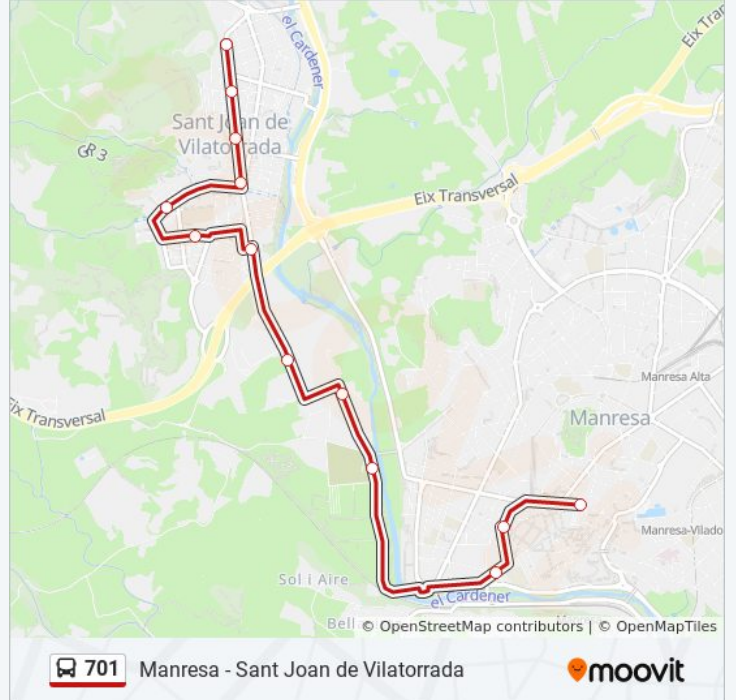 el Cardener
Eix Tran
Sant Joan de
Vilatorrada
GR 3
Eix Transversal
Manresa Alta
Eix Transversal
Manresa
Manresa-Vilado
Sol i Aire
el Cardener
Bell
© OpenStreetMap contributors | © OpenMapTiles
701 Manresa - Sant Joan de Vilatorrada
moovit